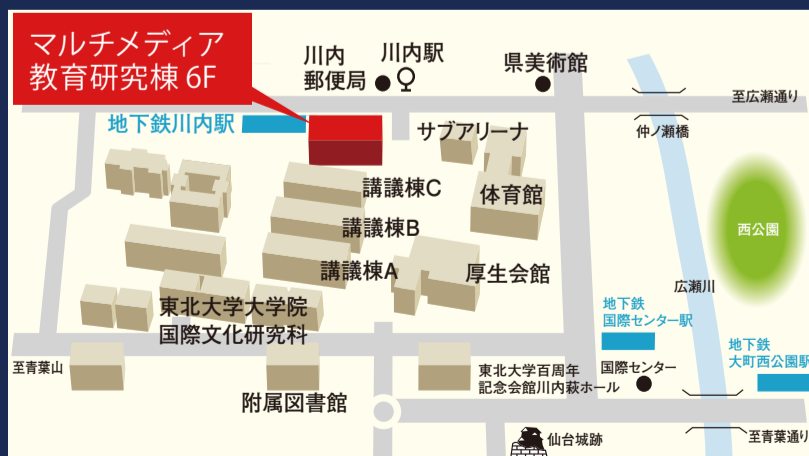 マルチメディア
教育研究棟 6F
川内
郵便局
川内駅
県美術館
至広瀬通り
地下鉄川内駅
サブアリーナ
仲ノ瀬橋
講議棟C
体育館
講議棟B
西公園
講議棟A
厚生会館
広瀬川
東北大学大学院
国際文化研究科
地下鉄
国際センター駅
地下鉄
大町西公園駅
至青葉山
東北大学百周年
記念会館川内萩ホール
国際センター
附属図書館
仙台城跡
至青葉通り